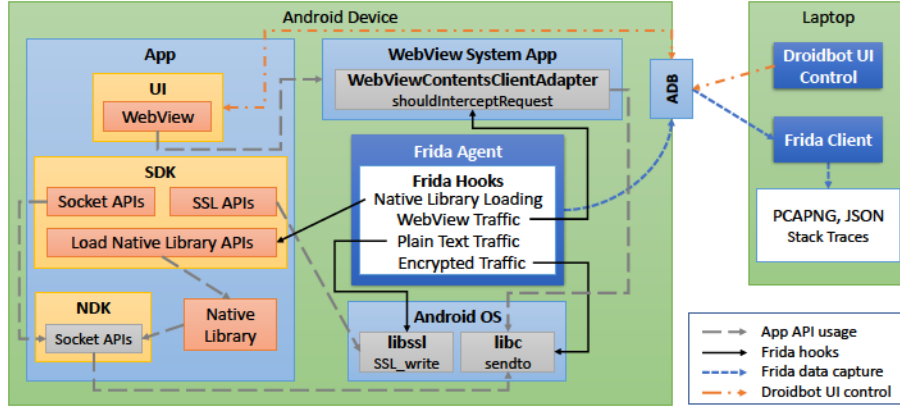 Android Device
Laptop
App
WebView System App
WebViewContentsClientAdapter
shouldInterceptRequest
ADB
Droidbot UI
Control
UI
WebView
Frida Client
Frida Agent
Frida Hooks
Native Library Loading
WebView Traffic
Plain Text Traffic
Encrypted Traffic
SDK
Socket APIs
SSL APIs
Load Native Library APIs
PCAPNG, JSON
Stack Traces
NDK
Socket APIs
Native
Library
Android OS
libssl
SSL_write
libc
sendto
App API usage
Frida hooks
Frida data capture
Droidbot UI control